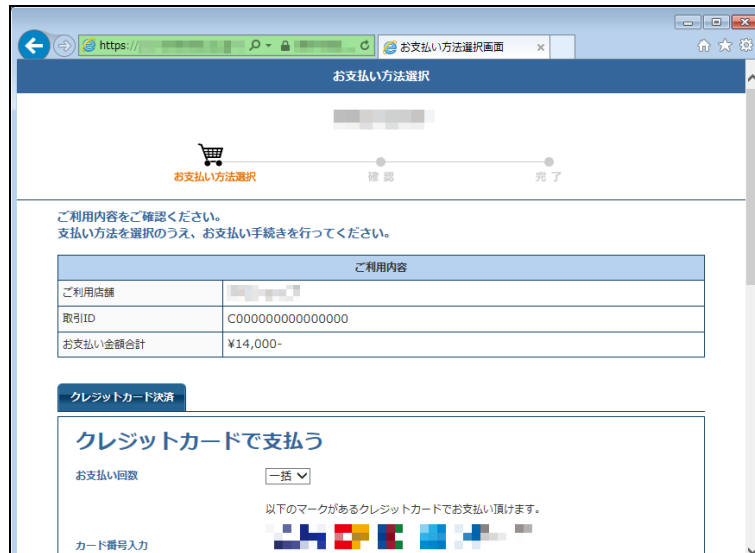 https://
お支払い方法選択画面
お支払い方法選択
お支払い方法選択
確認
完了
ご利用内容をご確認ください。
支払い方法を選択のうえ、お支払い手続きを行ってください。
ご利用内容
ご利用店舗
取引ID
C000000000000000
お支払い金額合計
¥14,000-
クレジットカード決済
クレジットカードで支払う
お支払い回数
一括
以下のマークがあるクレジットカードでお支払い頂けます。
カード番号入力